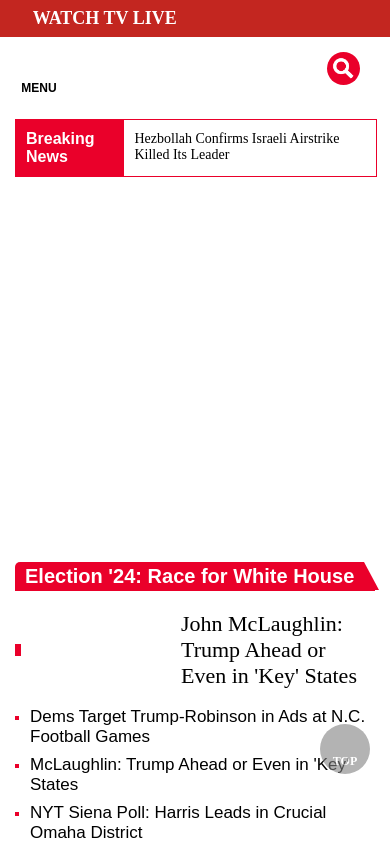 WATCH TV LIVE
MENU
Breaking
News
Hezbollah Confirms Israeli Airstrike
Killed Its Leader
Election '24: Race for White House
John McLaughlin:
Trump Ahead or
Even in 'Key' States
Dems Target Trump-Robinson in Ads at N.C.
Football Games
McLaughlin: Trump Ahead or Even in 'Key'
States
TOP
NYT Siena Poll: Harris Leads in Crucial
Omaha District